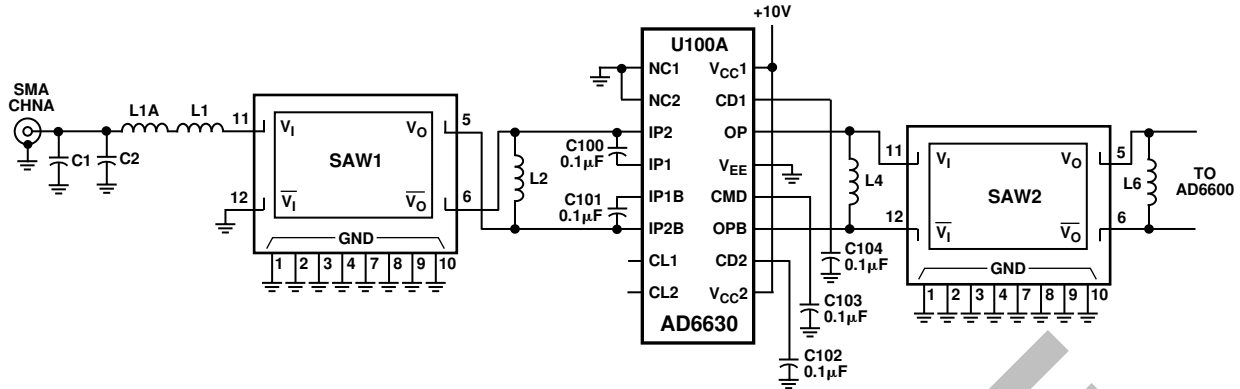 +10V
SMA
CHNA
C1
C2
L1A
L1
11
12
V_I
V̅_I̅
SAW1
V_O
V̅_O̅
5
6
GND
1 2 3 4 7 8 9 10
L2
C100
0.1μF
C101
0.1μF
U100A
NC1 V_CC1
NC2 CD1
IP2 OP
IP1 V_EE
IP1B CMD
IP2B OPB
CL1 CD2
CL2 V_CC2
AD6630
C104
0.1μF
C103
0.1μF
C102
0.1μF
L4
11
12
V_I
V̅_I̅
SAW2
V_O
V̅_O̅
5
6
GND
1 2 3 4 7 8 9 10
L6
TO
AD6600